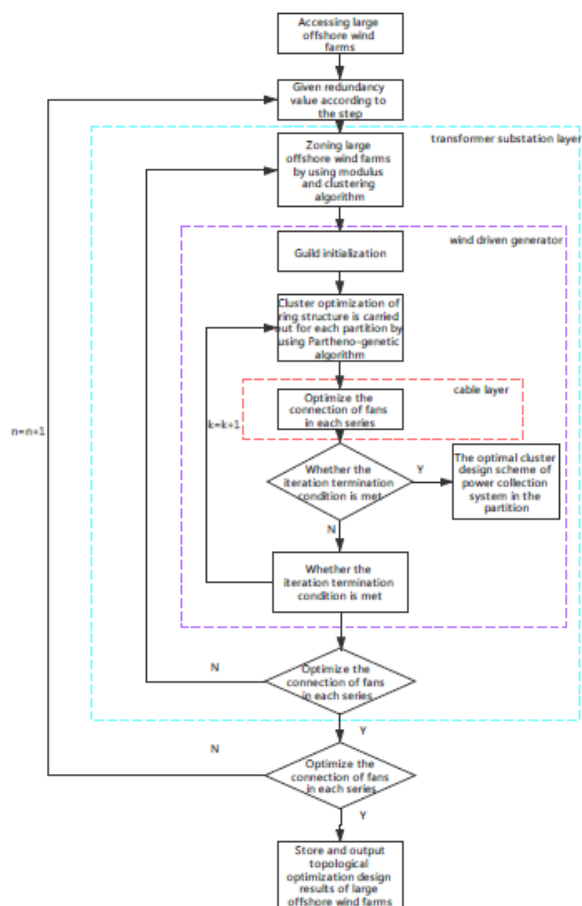 Accessing large
offshore wind
farms
Given redundancy
value according to
the step
transformer substation layer
Zoning large
offshore wind farms
by using modulus
and clustering
algorithm
wind driven generator
Guild initialization
Cluster optimization of
ring structure is carried
out for each partition by
using Partheno-genetic
algorithm
cable layer
Optimize the
connection of fans
in each series
k=k+1
n=n+1
Whether the
iteration termination
condition is met
Y
The optimal cluster
design scheme of
power collection
system in the
partition
N
Whether the
iteration termination
condition is met
N
Optimize the
connection of fans
in each series
Y
N
Optimize the
connection of fans
in each series
Y
Store and output
topological
optimization design
results of large
offshore wind farms